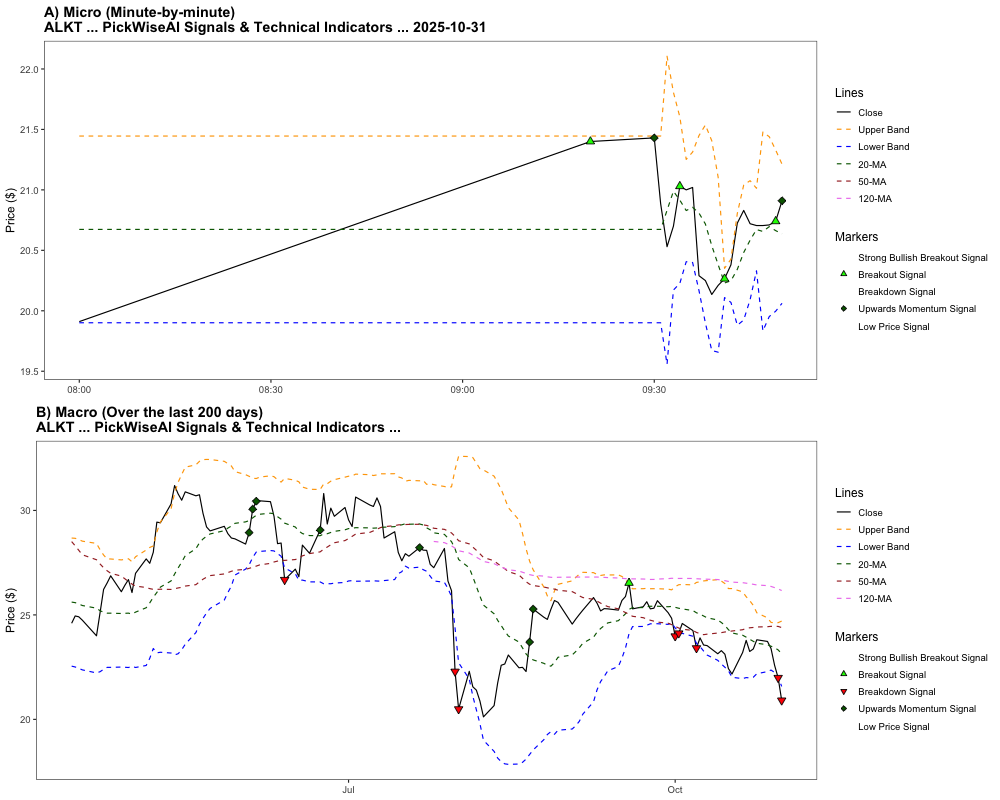 A) Micro (Minute-by-minute)
ALKT ... PickWiseAI Signals & Technical Indicators ... 2025-10-31
Price ($)
22.0
21.5
21.0
20.5
20.0
19.5
08:00
08:30
09:00
09:30
Lines
Close
Upper Band
Lower Band
20-MA
50-MA
120-MA
Markers
Strong Bullish Breakout Signal
Breakout Signal
Breakdown Signal
Upwards Momentum Signal
Low Price Signal
B) Macro (Over the last 200 days)
ALKT ... PickWiseAI Signals & Technical Indicators ...
Price ($)
30
25
20
Jul
Oct
Lines
Close
Upper Band
Lower Band
20-MA
50-MA
120-MA
Markers
Strong Bullish Breakout Signal
Breakout Signal
Breakdown Signal
Upwards Momentum Signal
Low Price Signal